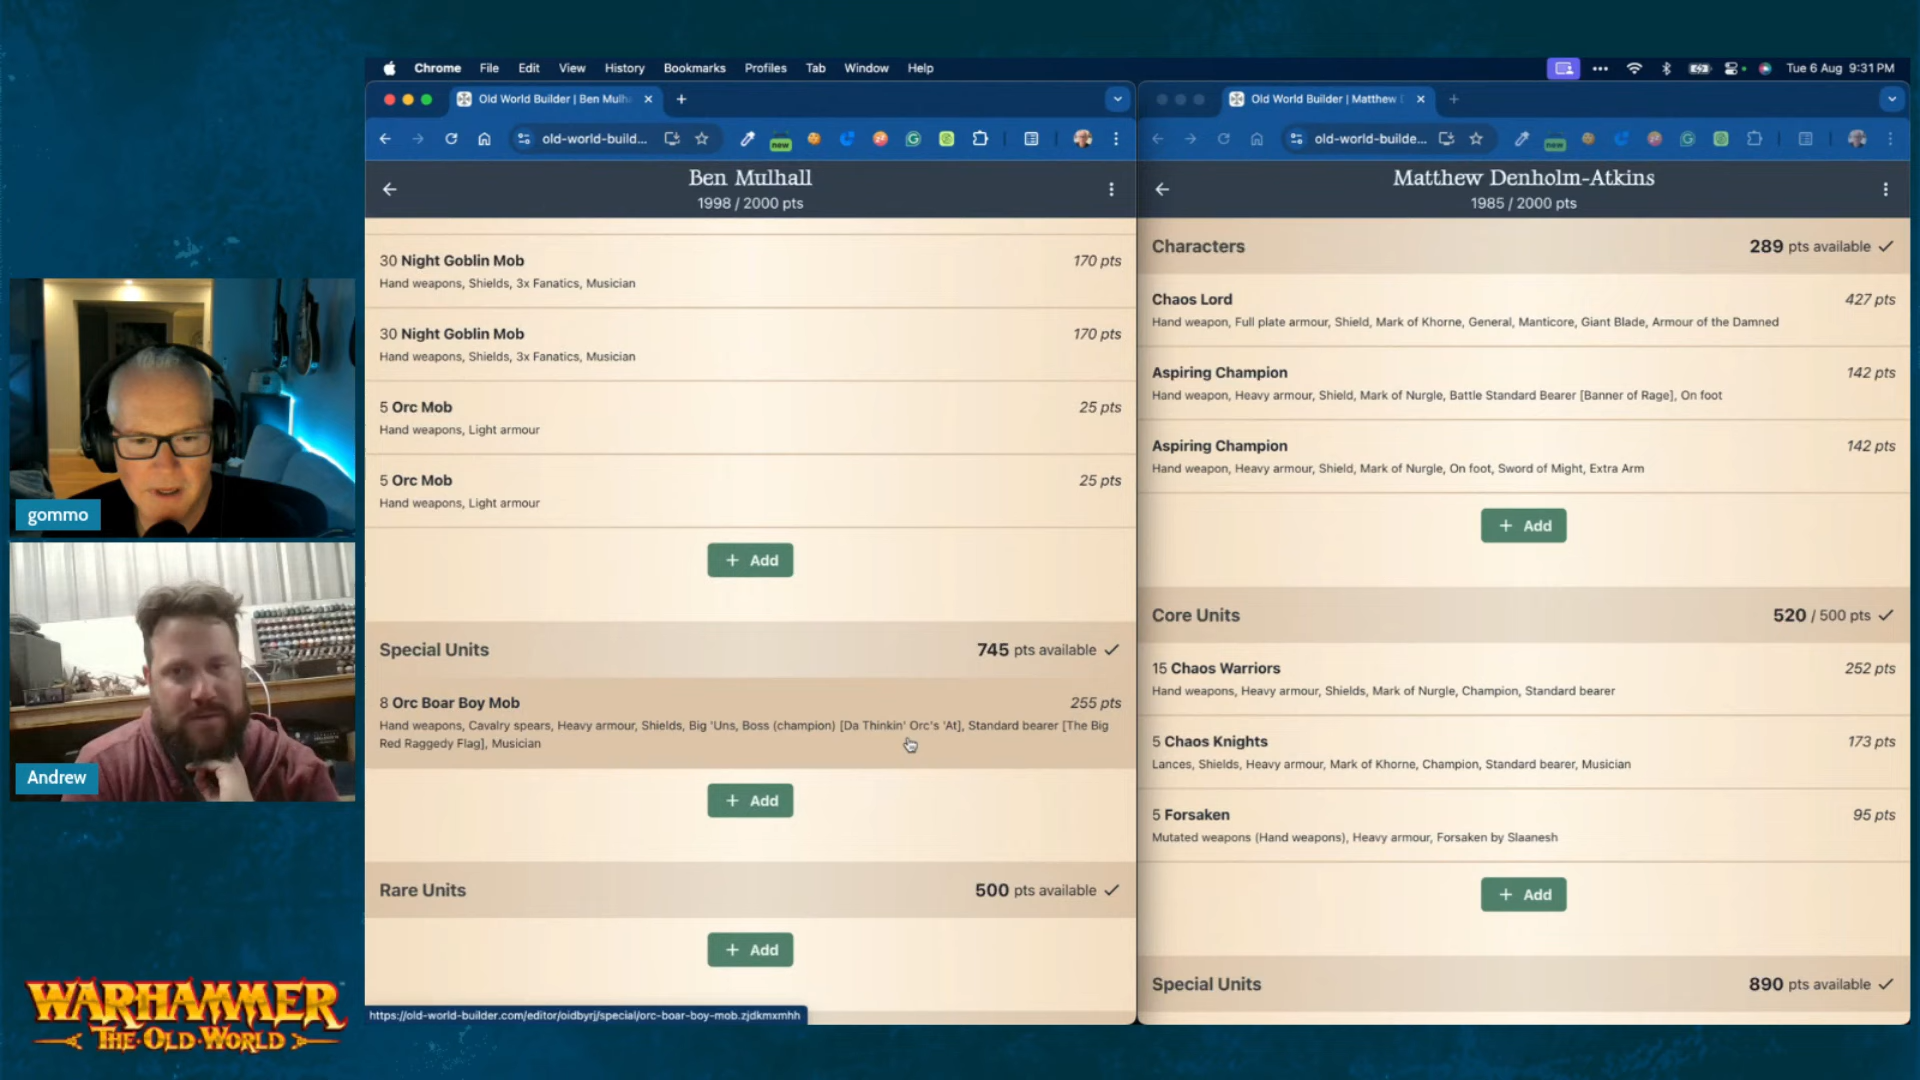 Chrome File Edit View History Bookmarks Profiles Tab Window Help
Tue 6 Aug 9:31 PM
Old World Builder | Ben Mulh
old-world-build...
new
Ben Mulhall
1998 / 2000 pts
30 Night Goblin Mob 170 pts
Hand weapons, Shields, 3x Fanatics, Musician
30 Night Goblin Mob 170 pts
Hand weapons, Shields, 3x Fanatics, Musician
5 Orc Mob 25 pts
Hand weapons, Light armour
5 Orc Mob 25 pts
Hand weapons, Light armour
+ Add
Special Units 745 pts available
8 Orc Boar Boy Mob 255 pts
Hand weapons, Cavalry spears, Heavy armour, Shields, Big 'Uns, Boss (champion) [Da Thinkin' Orc's 'At], Standard bearer [The Big
Red Raggedy Flag], Musician
+ Add
Rare Units 500 pts available
+ Add
https://old-world-builder.com/editor/oidbyrj/special/orc-boar-boy-mob.zjdkmxmhh
Old World Builder | Matthew D
old-world-builde...
new
Matthew Denholm-Atkins
1985 / 2000 pts
Characters 289 pts available
Chaos Lord 427 pts
Hand weapon, Full plate armour, Shield, Mark of Khorne, General, Manticore, Giant Blade, Armour of the Damned
Aspiring Champion 142 pts
Hand weapon, Heavy armour, Shield, Mark of Nurgle, Battle Standard Bearer [Banner of Rage], On foot
Aspiring Champion 142 pts
Hand weapon, Heavy armour, Shield, Mark of Nurgle, On foot, Sword of Might, Extra Arm
+ Add
Core Units 520 / 500 pts
15 Chaos Warriors 252 pts
Hand weapons, Heavy armour, Shields, Mark of Nurgle, Champion, Standard bearer
5 Chaos Knights 173 pts
Lances, Shields, Heavy armour, Mark of Khorne, Champion, Standard bearer, Musician
5 Forsaken 95 pts
Mutated weapons (Hand weapons), Heavy armour, Forsaken by Slaanesh
+ Add
Special Units 890 pts available
gommo
Andrew
WARHAMMER
THE·OLD·WORLD